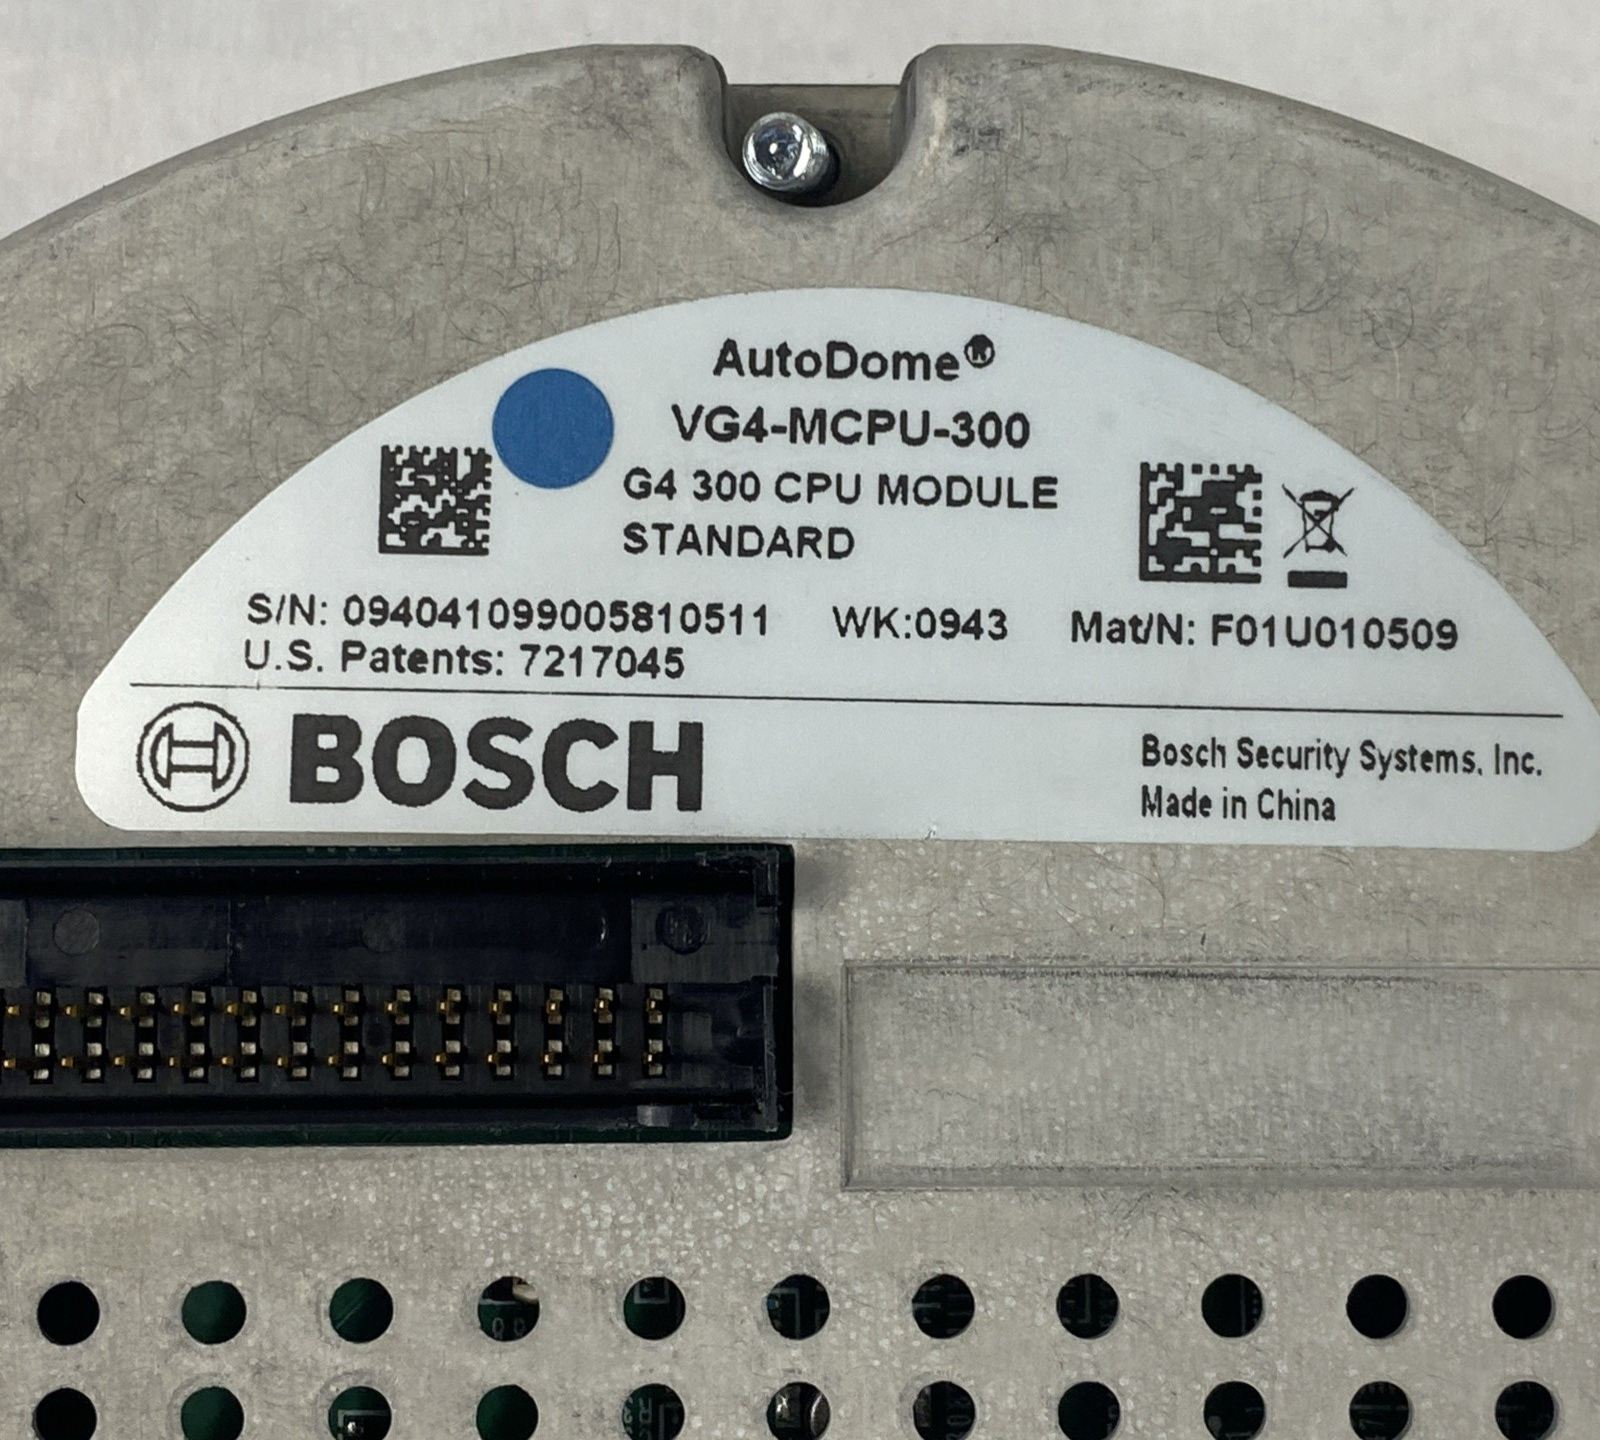 AutoDome®
VG4-MCPU-300
G4 300 CPU MODULE
STANDARD
S/N: 094041099005810511 WK:0943 Mat/N: F01U010509
U.S. Patents: 7217045
BOSCH
Bosch Security Systems, Inc.
Made in China